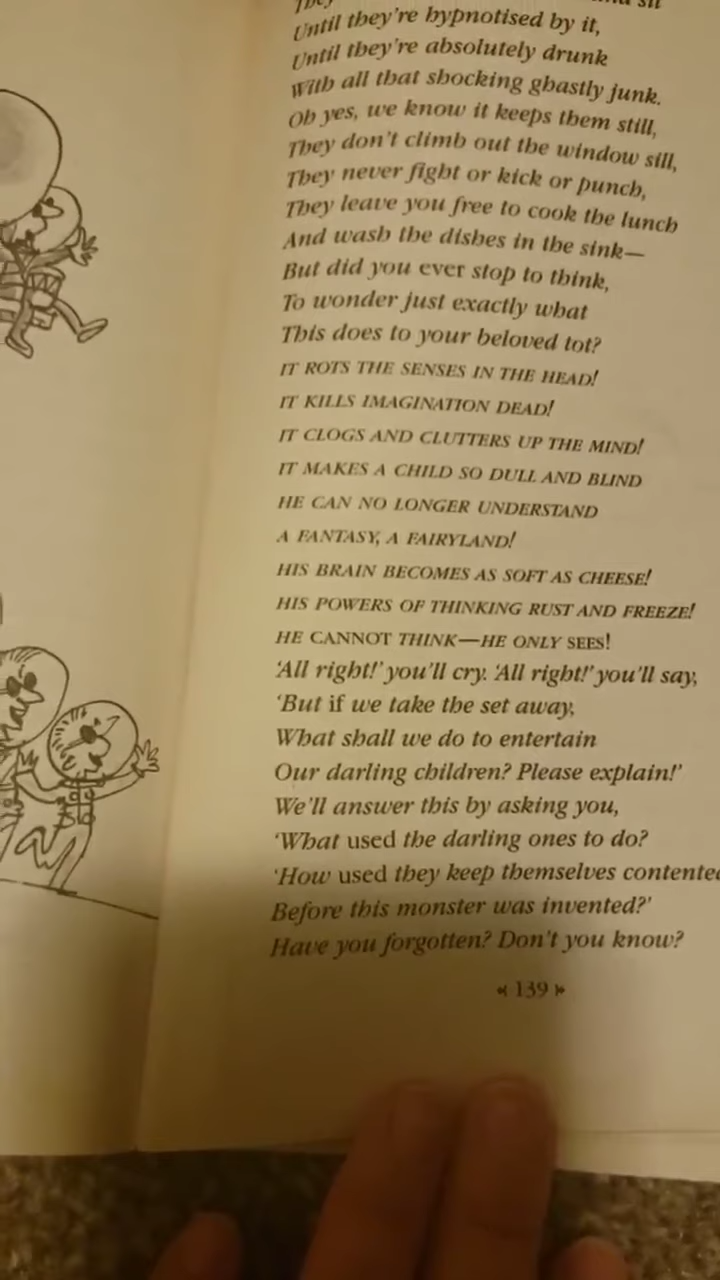 They
Until they're hypnotised by it,
Until they're absolutely drunk
With all that shocking ghastly junk.
Oh yes, we know it keeps them still,
They don't climb out the window sill,
They never fight or kick or punch,
They leave you free to cook the lunch
And wash the dishes in the sink—
But did you ever stop to think,
To wonder just exactly what
This does to your beloved tot?
IT ROTS THE SENSES IN THE HEAD!
IT KILLS IMAGINATION DEAD!
IT CLOGS AND CLUTTERS UP THE MIND!
IT MAKES A CHILD SO DULL AND BLIND
HE CAN NO LONGER UNDERSTAND
A FANTASY, A FAIRYLAND!
HIS BRAIN BECOMES AS SOFT AS CHEESE!
HIS POWERS OF THINKING RUST AND FREEZE!
HE CANNOT THINK—HE ONLY SEES!
'All right!' you'll cry. 'All right!' you'll say,
'But if we take the set away,
What shall we do to entertain
Our darling children? Please explain!'
We'll answer this by asking you,
'What used the darling ones to do?
'How used they keep themselves contented
Before this monster was invented?'
Have you forgotten? Don't you know?
« 139 »